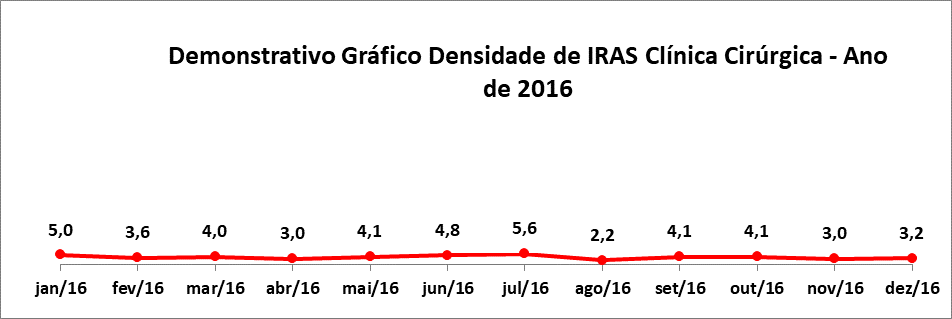 Demonstrativo Gráfico Densidade de IRAS Clínica Cirúrgica - Ano
de 2016
5,0 3,6 4,0 3,0 4,1 4,8 5,6 2,2 4,1 4,1 3,0 3,2
jan/16 fev/16 mar/16 abr/16 mai/16 jun/16 jul/16 ago/16 set/16 out/16 nov/16 dez/16